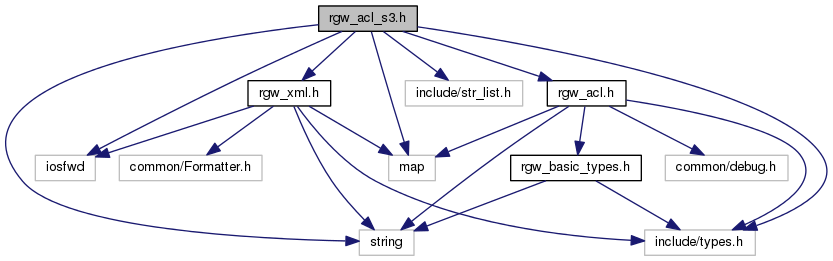 rgw_acl_s3.h
rgw_xml.h
include/str_list.h
rgw_acl.h
iosfwd
common/Formatter.h
map
rgw_basic_types.h
common/debug.h
string
include/types.h